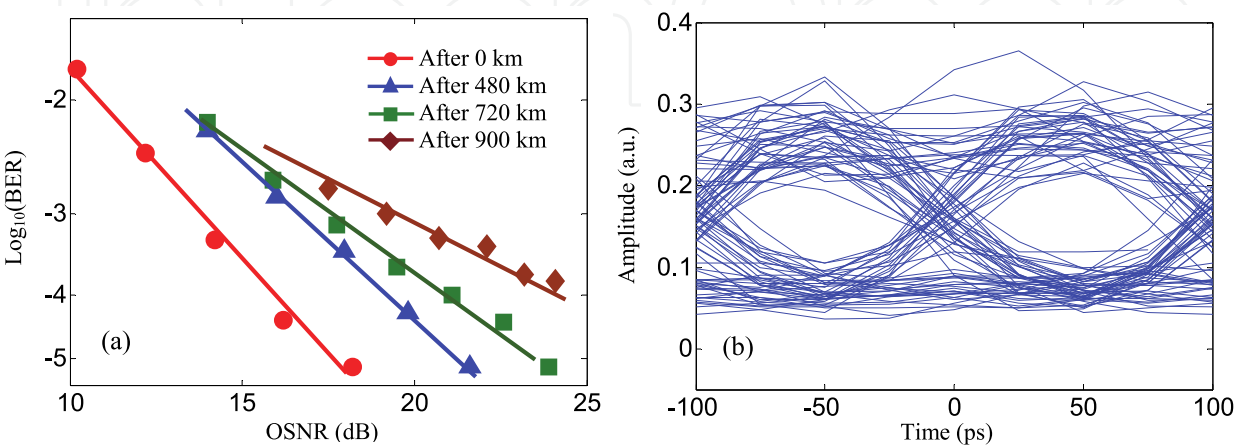 After 0 km
After 480 km
After 720 km
After 900 km
-2
-3
-4
-5
Log10(BER)
(a)
10
15
20
25
OSNR (dB)
0.4
0.3
0.2
0.1
0
Amplitude (a.u.)
(b)
-100
-50
0
50
100
Time (ps)